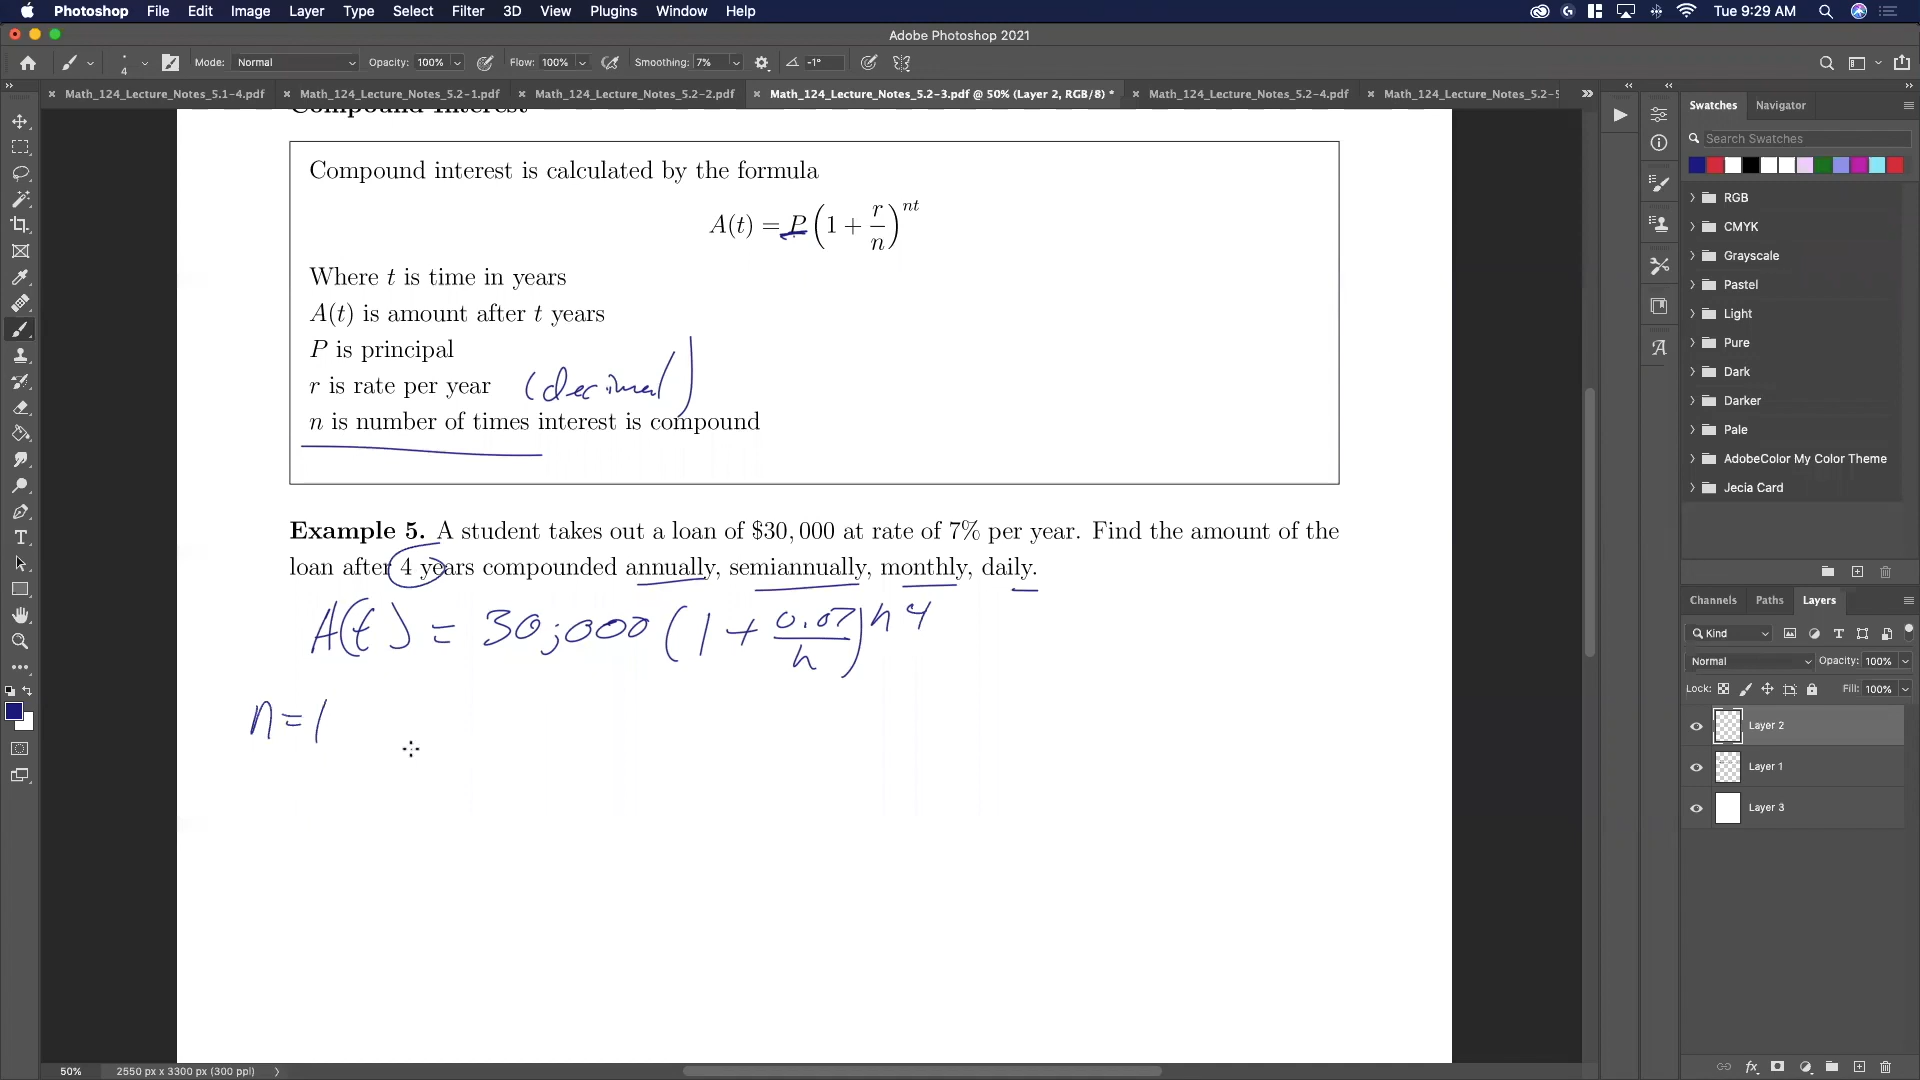 Photoshop File Edit Image Layer Type Select Filter 3D View Plugins Window Help Tue 9:29 AM
Adobe Photoshop 2021
4 Mode: Normal Opacity: 100% Flow: 100% Smoothing: 7% -1°
Math_124_Lecture_Notes_5.1-4.pdf Math_124_Lecture_Notes_5.2-1.pdf Math_124_Lecture_Notes_5.2-2.pdf Math_124_Lecture_Notes_5.2-3.pdf @ 50% (Layer 2, RGB/8) * Math_124_Lecture_Notes_5.2-4.pdf Math_124_Lecture_Notes_5.2-5
Compound Interest
Compound interest is calculated by the formula
A(t) = P(1 + r/n)^nt
Where t is time in years
A(t) is amount after t years
P is principal
r is rate per year (decimal)
n is number of times interest is compound
Example 5. A student takes out a loan of $30,000 at rate of 7% per year. Find the amount of the
loan after 4 years compounded annually, semiannually, monthly, daily.
A(t) = 30,000 (1 + 0.07/n)^n4
n=1
50% 2550 px x 3300 px (300 ppi)
Swatches Navigator
Search Swatches
RGB
CMYK
Grayscale
Pastel
Light
Pure
Dark
Darker
Pale
AdobeColor My Color Theme
Jecia Card
Channels Paths Layers
Kind
Normal Opacity: 100%
Lock: Fill: 100%
Layer 2
Layer 1
Layer 3